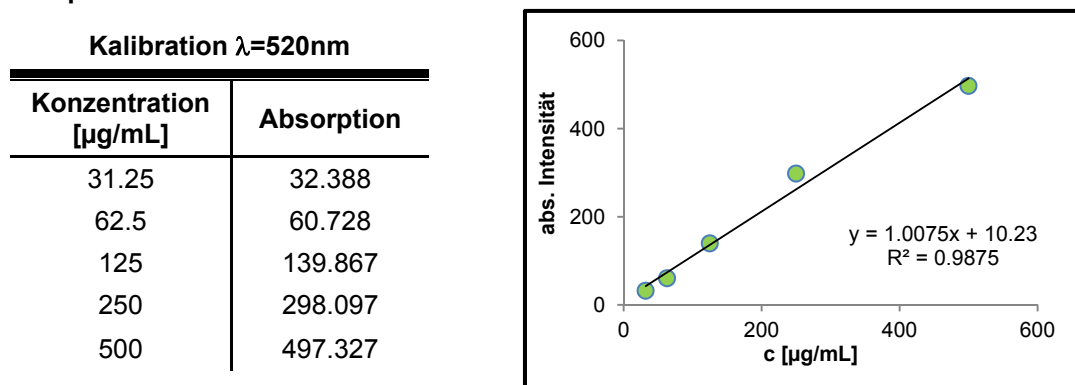 Kalibration λ=520nm
Konzentration
[µg/mL]
Absorption
31.25 32.388
62.5 60.728
125 139.867
250 298.097
500 497.327
600
400
200
0
0 200 400 600
abs. Intensität
c [µg/mL]
y = 1.0075x + 10.23
R² = 0.9875